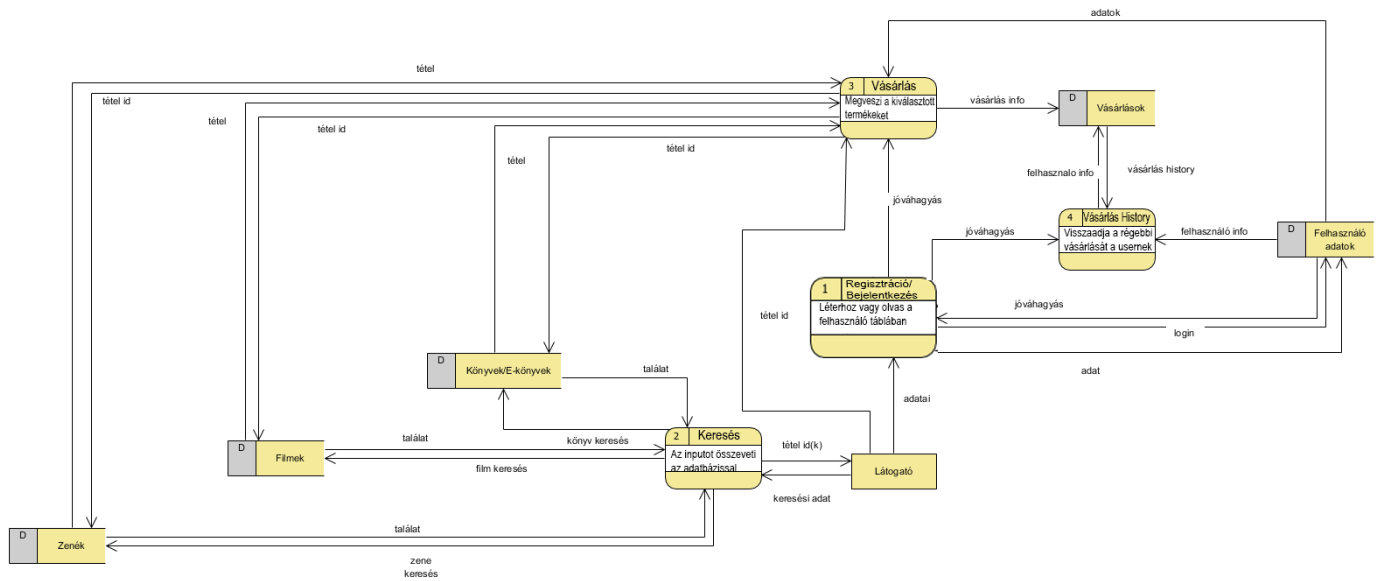 adatok
tétel
3 Vásárlás
tétel id
vásárlás info
D
Vásárlások
Megveszi a kiválasztott
termékeket
tétel
tétel id
tétel
tétel id
felhasznalo info
vásárlás history
jóváhagyás
4 Vásárlás History
Visszaadja a régebbi
vásárlását a usernek
jóváhagyás
felhasználó info
D
Felhasználó
adatok
1 Regisztráció/
Bejelentkezés
Léterhoz vagy olvas a
felhasználó táblában
jóváhagyás
tétel id
login
D
Könyvek/E-könyvek
találat
adat
adatai
találat
könyv keresés
2 Keresés
tétel id(k)
D
Filmek
Az inputot összeveti
az adatbázissal
film keresés
Látogató
keresési adat
D
Zenék
találat
zene
keresés